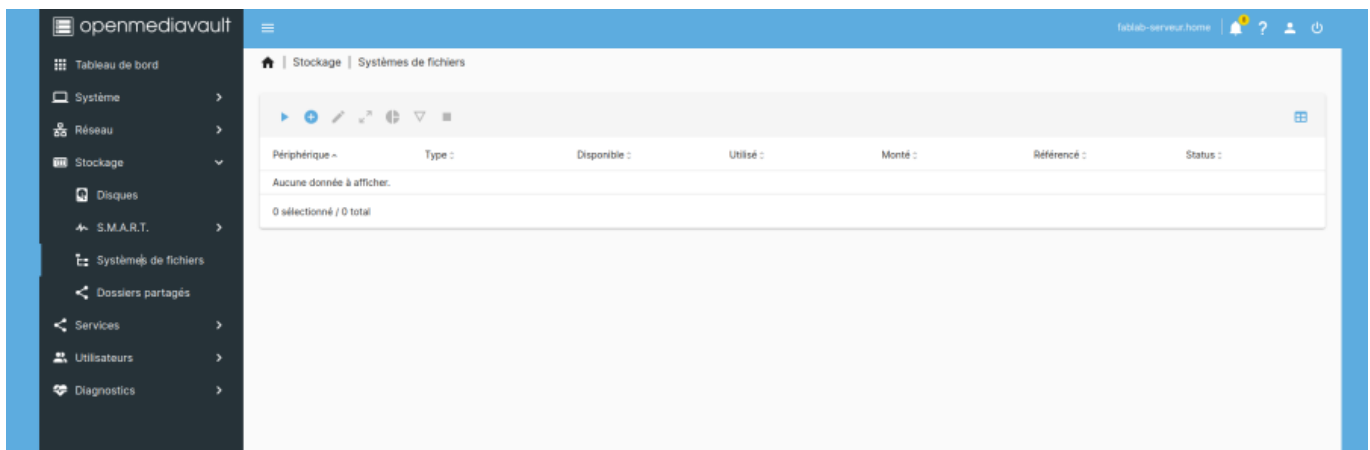 openmediavault
fablab-serveur.home
Tableau de bord
Système
Réseau
Stockage
Disques
S.M.A.R.T.
Systèmes de fichiers
Dossiers partagés
Services
Utilisateurs
Diagnostics
| Stockage | Systèmes de fichiers
Périphérique Type Disponible Utilisé Monté Référencé Status
Aucune donnée à afficher.
0 sélectionné / 0 total